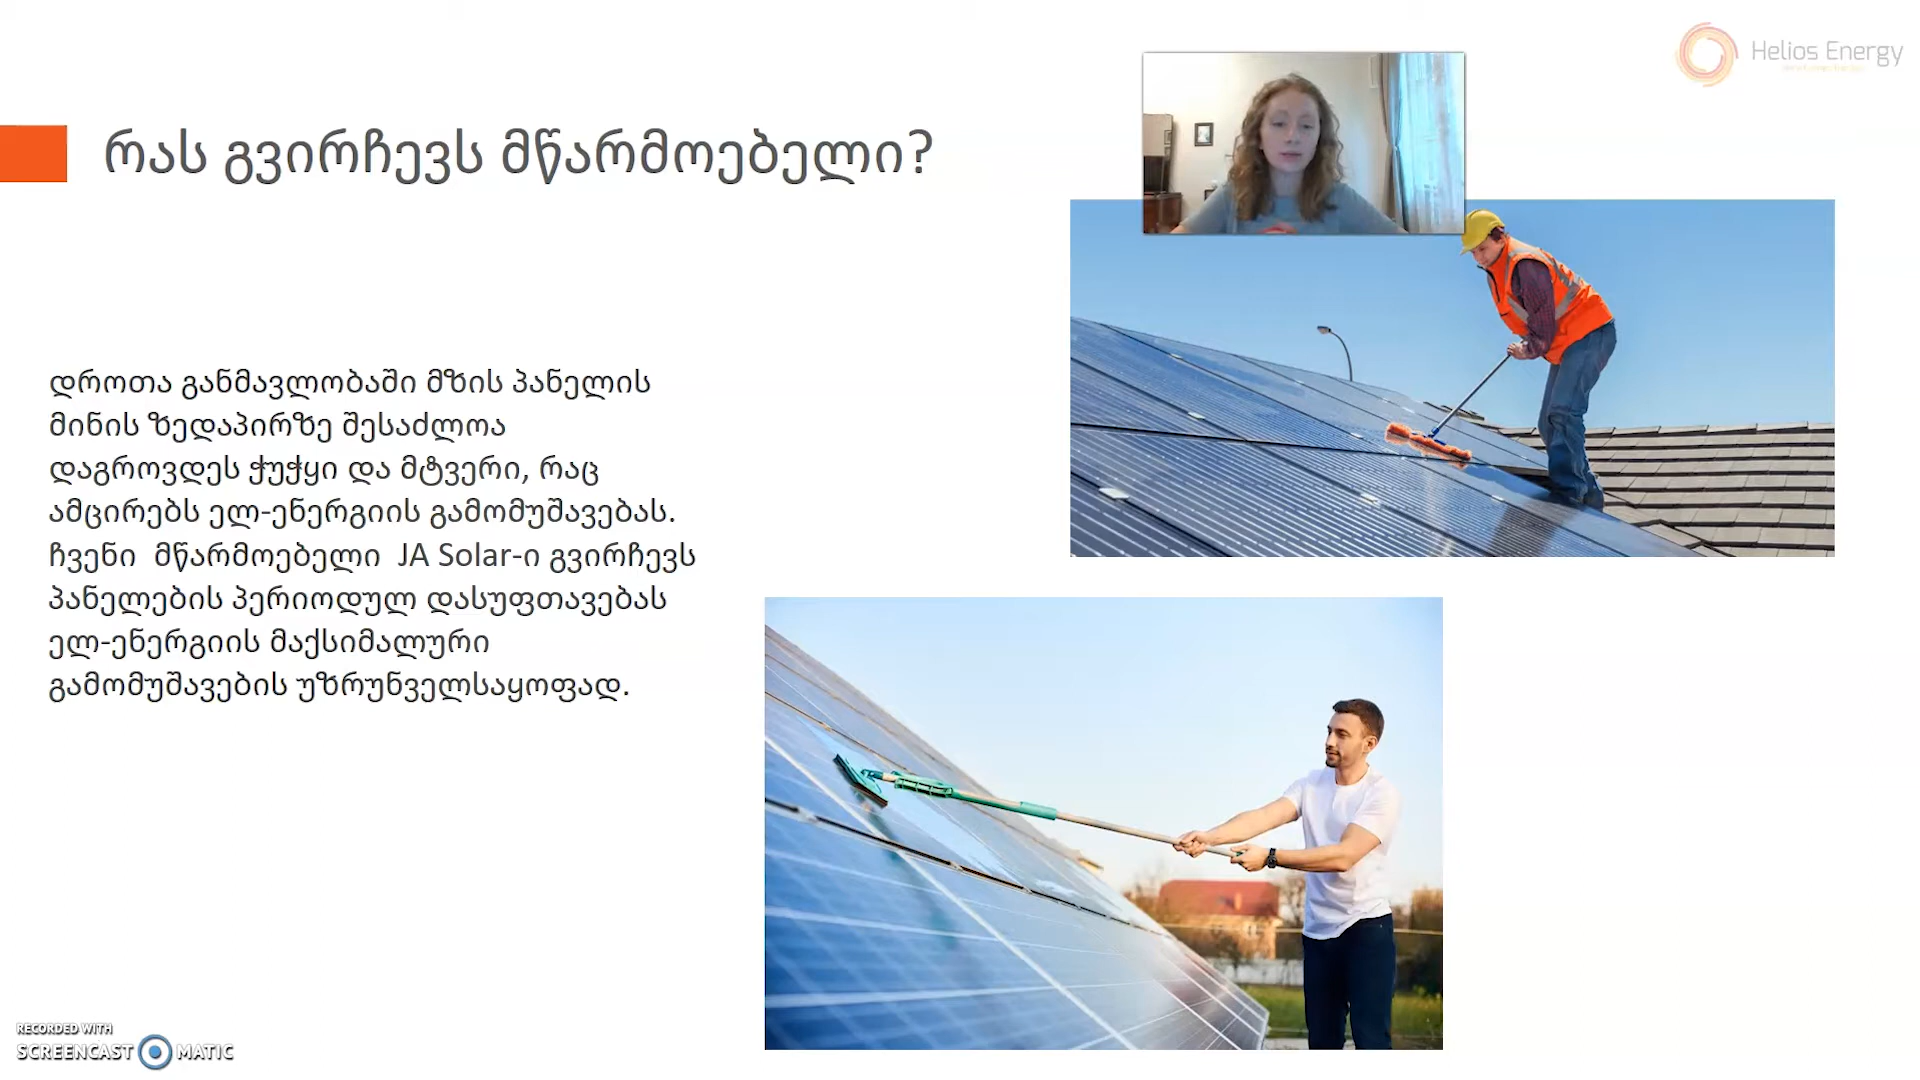 Helios Energy
რას გვირჩევს მწარმოებელი?
დროთა განმავლობაში მზის პანელის
მინის ზედაპირზე შესაძლოა
დაგროვდეს ჭუჭყი და მტვერი, რაც
ამცირებს ელ-ენერგიის გამომუშავებას.
ჩვენი მწარმოებელი JA Solar-ი გვირჩევს
პანელების პერიოდულ დასუფთავებას
ელ-ენერგიის მაქსიმალური
გამომუშავების უზრუნველსაყოფად.
RECORDED WITH
SCREENCAST MATIC